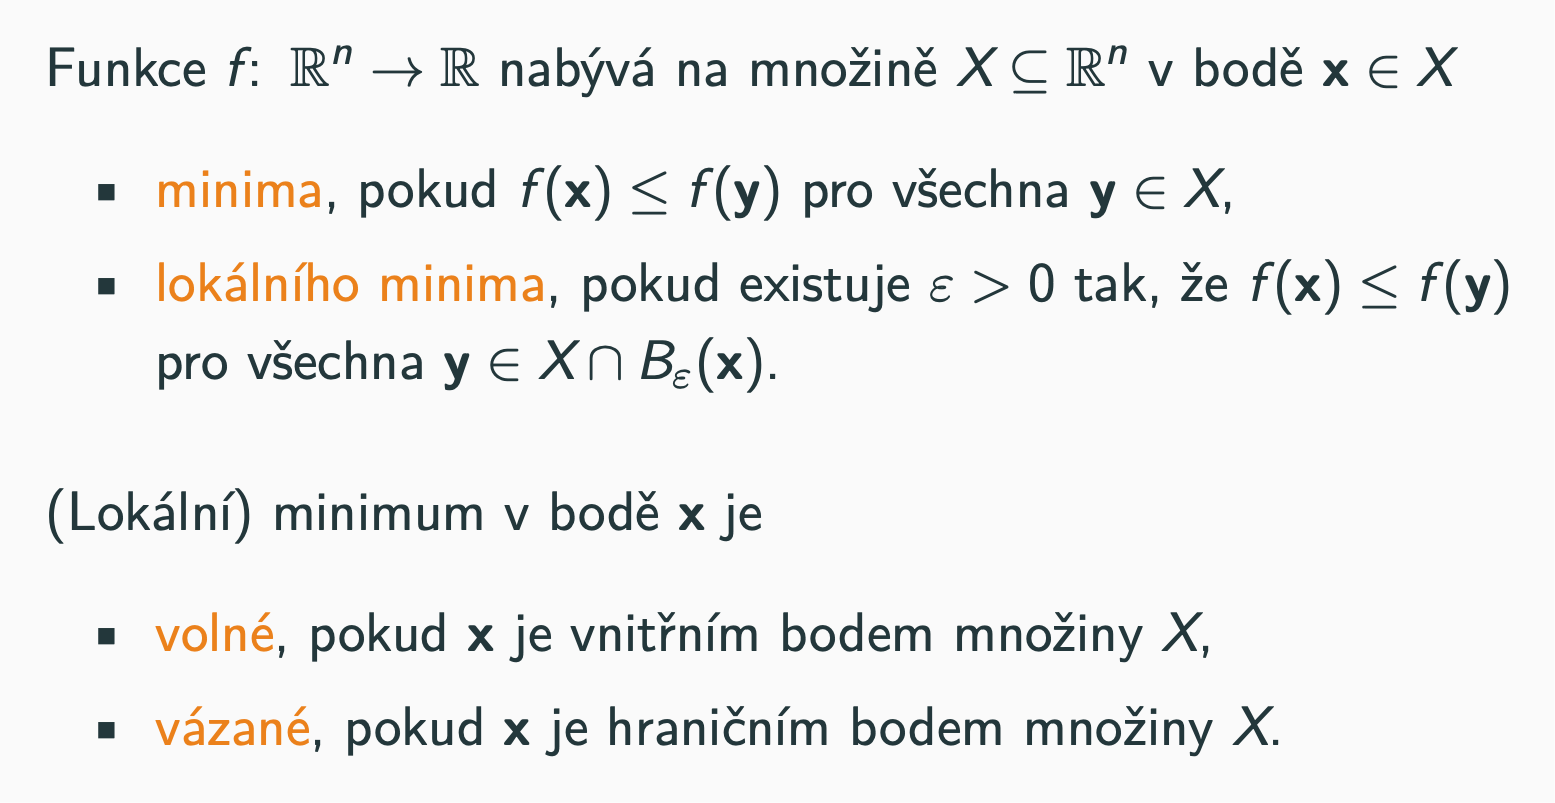 Funkce f: ℝⁿ → ℝ nabývá na množině X ⊆ ℝⁿ v bodě x ∈ X
▪ minima, pokud f(x) ≤ f(y) pro všechna y ∈ X,
▪ lokálního minima, pokud existuje ε > 0 tak, že f(x) ≤ f(y)
pro všechna y ∈ X ∩ B_ε(x).
(Lokální) minimum v bodě x je
▪ volné, pokud x je vnitřním bodem množiny X,
▪ vázané, pokud x je hraničním bodem množiny X.